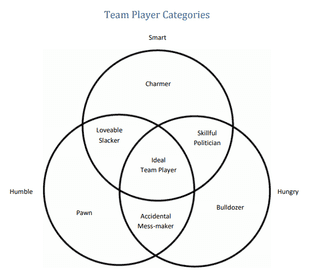 Team Player Categories
Smart
Charmer
Loveable
Slacker
Skillful
Politician
Ideal
Team Player
Humble
Hungry
Pawn
Bulldozer
Accidental
Mess-maker